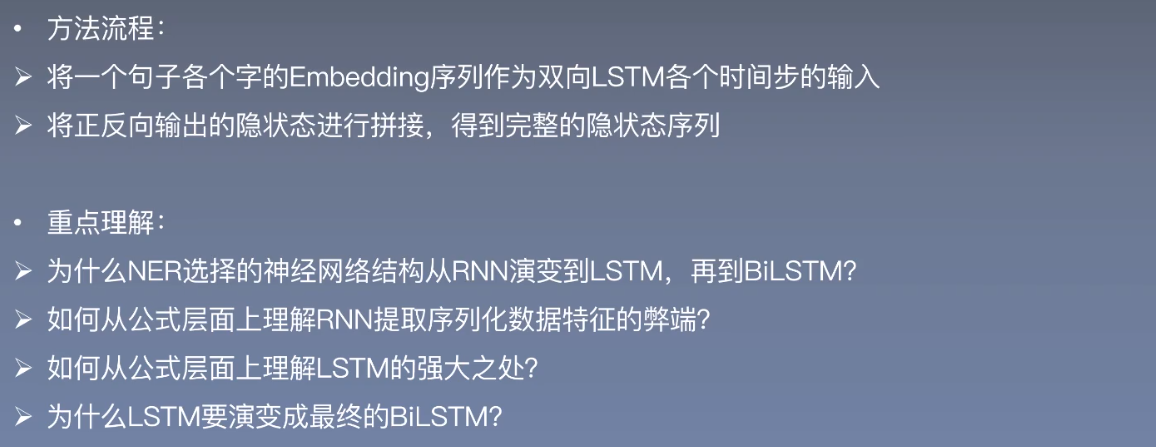 • 方法流程：
➢ 将一个句子各个字的Embedding序列作为双向LSTM各个时间步的输入
➢ 将正反向输出的隐状态进行拼接，得到完整的隐状态序列
• 重点理解：
➢ 为什么NER选择的神经网络结构从RNN演变到LSTM，再到BiLSTM？
➢ 如何从公式层面上理解RNN提取序列化数据特征的弊端？
➢ 如何从公式层面上理解LSTM的强大之处？
➢ 为什么LSTM要演变成最终的BiLSTM？